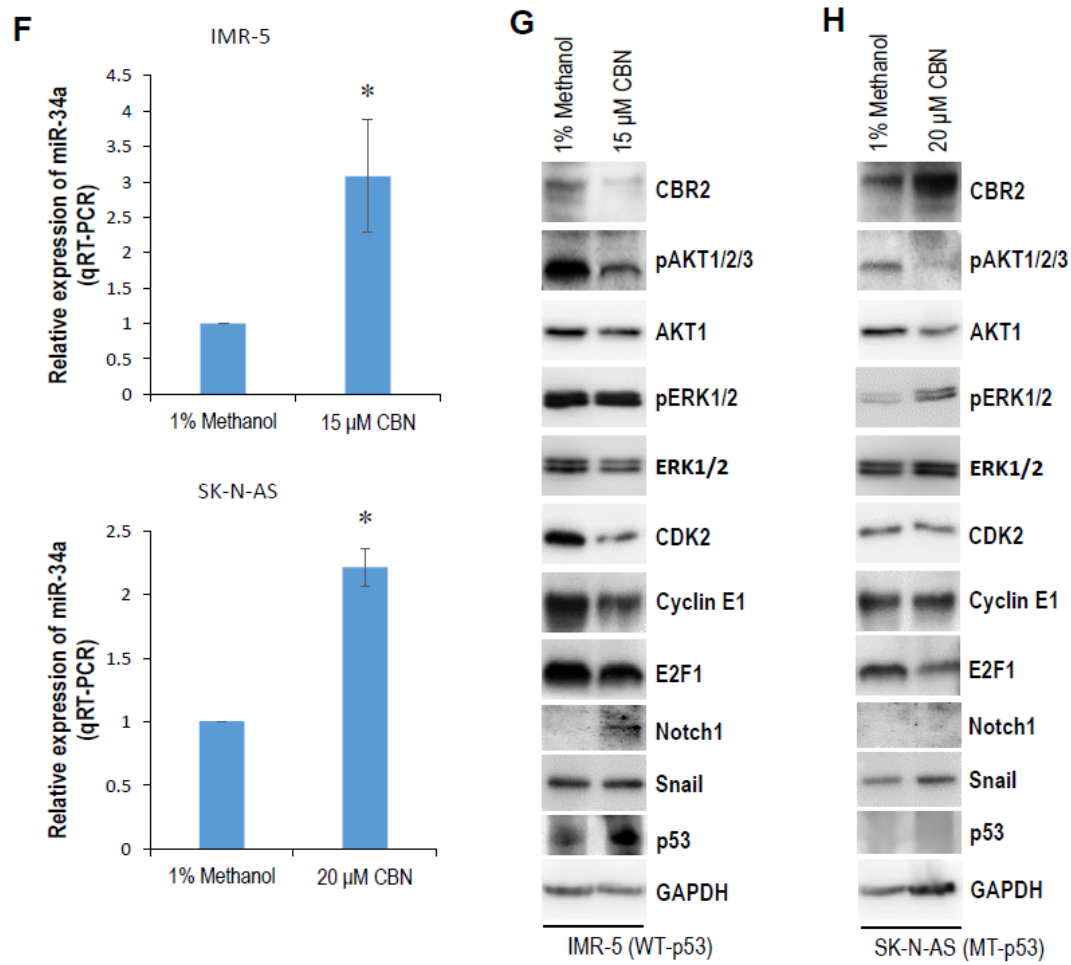 F
IMR-5
Relative expression of miR-34a
(qRT-PCR)
4.5
4
3.5
3
2.5
2
1.5
1
0.5
0
*
1% Methanol
15 µM CBN
SK-N-AS
Relative expression of miR-34a
(qRT-PCR)
2.5
2
1.5
1
0.5
0
*
1% Methanol
20 µM CBN
G
1% Methanol
15 µM CBN
CBR2
pAKT1/2/3
AKT1
pERK1/2
ERK1/2
CDK2
Cyclin E1
E2F1
Notch1
Snail
p53
GAPDH
IMR-5 (WT-p53)
H
1% Methanol
20 µM CBN
CBR2
pAKT1/2/3
AKT1
pERK1/2
ERK1/2
CDK2
Cyclin E1
E2F1
Notch1
Snail
p53
GAPDH
SK-N-AS (MT-p53)